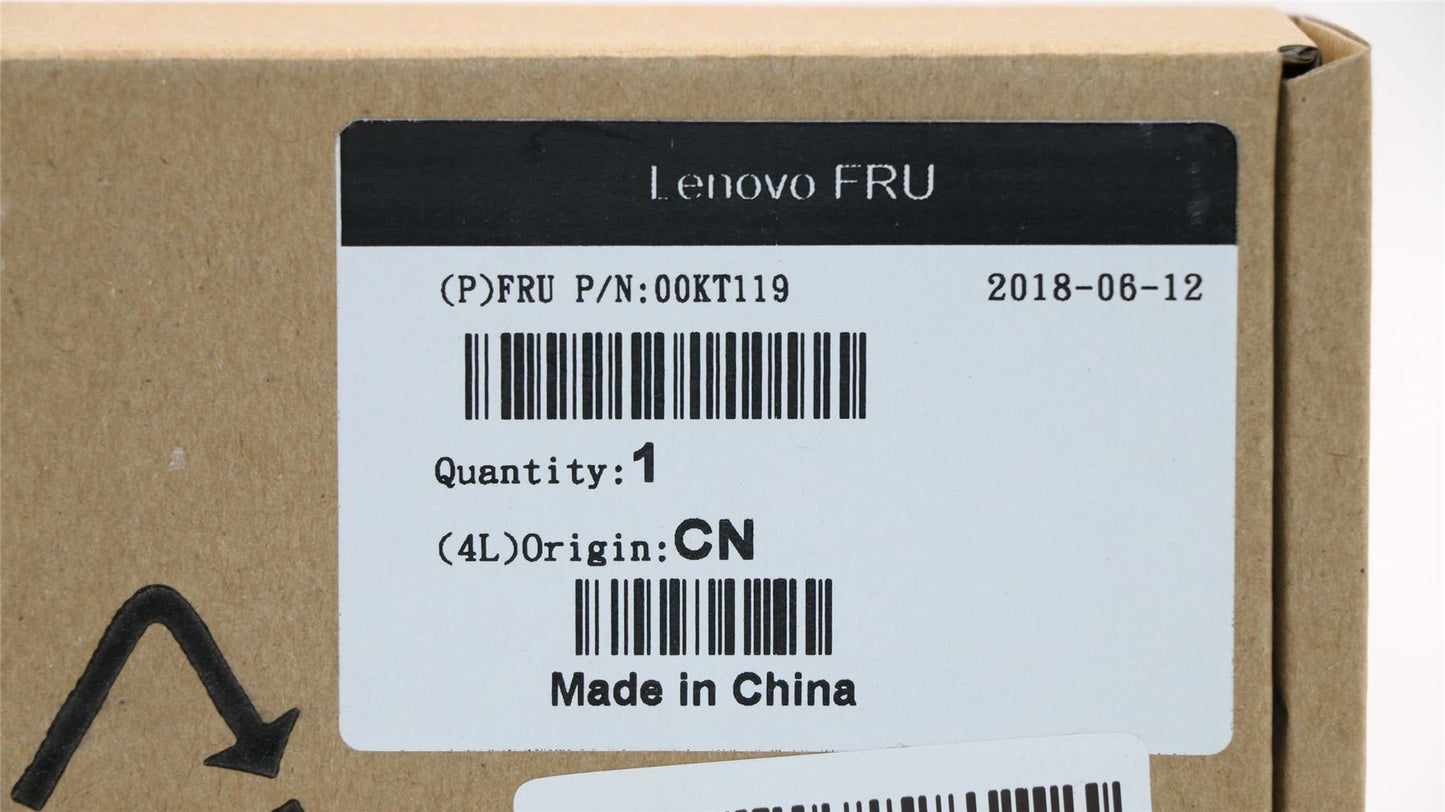 Lenovo FRU
(P)FRU P/N:00KT119 2018-06-12
Quantity:1
(4L)Origin:CN
Made in China